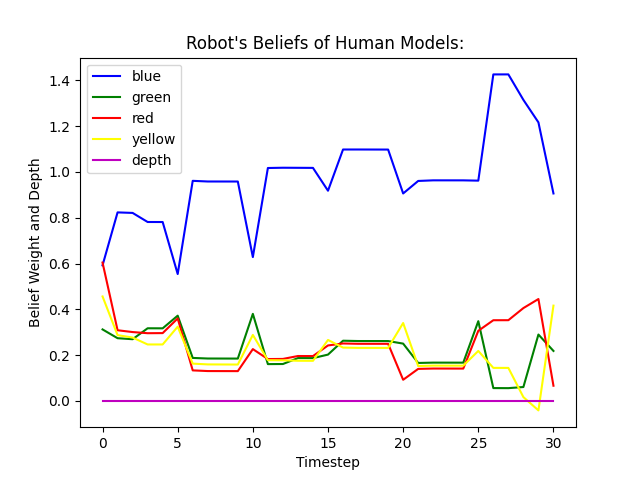 Robot's Beliefs of Human Models:
blue
green
red
yellow
depth
Belief Weight and Depth
1.4
1.2
1.0
0.8
0.6
0.4
0.2
0.0
0 5 10 15 20 25 30
Timestep